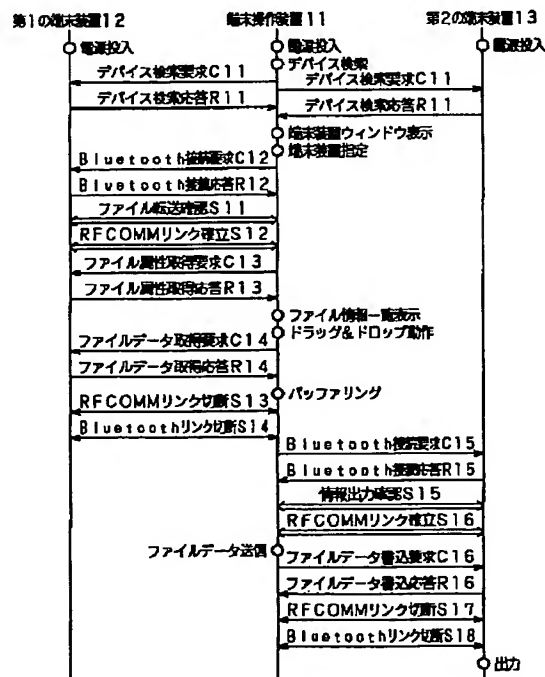 第1の端末装置12 端末操作装置11 第2の端末装置13
電源投入 電源投入 電源投入
デバイス検索
デバイス検索要求C11 デバイス検索要求C11
デバイス検索応答R11 デバイス検索応答R11
端末装置ウィンドウ表示
端末装置指定
Bluetooth接続要求C12
Bluetooth接続応答R12
ファイル転送確認S11
RFCOMMリンク確立S12
ファイル属性取得要求C13
ファイル属性取得応答R13
ファイル情報一覧表示
ドラッグ&ドロップ動作
ファイルデータ取得要求C14
ファイルデータ取得応答R14
バッファリング
RFCOMMリンク切断S13
Bluetoothリンク切断S14
Bluetooth接続要求C15
Bluetooth接続応答R15
情報出力確認S15
RFCOMMリンク確立S16
ファイルデータ送信
ファイルデータ書込要求C16
ファイルデータ書込応答R16
RFCOMMリンク切断S17
Bluetoothリンク切断S18
出力